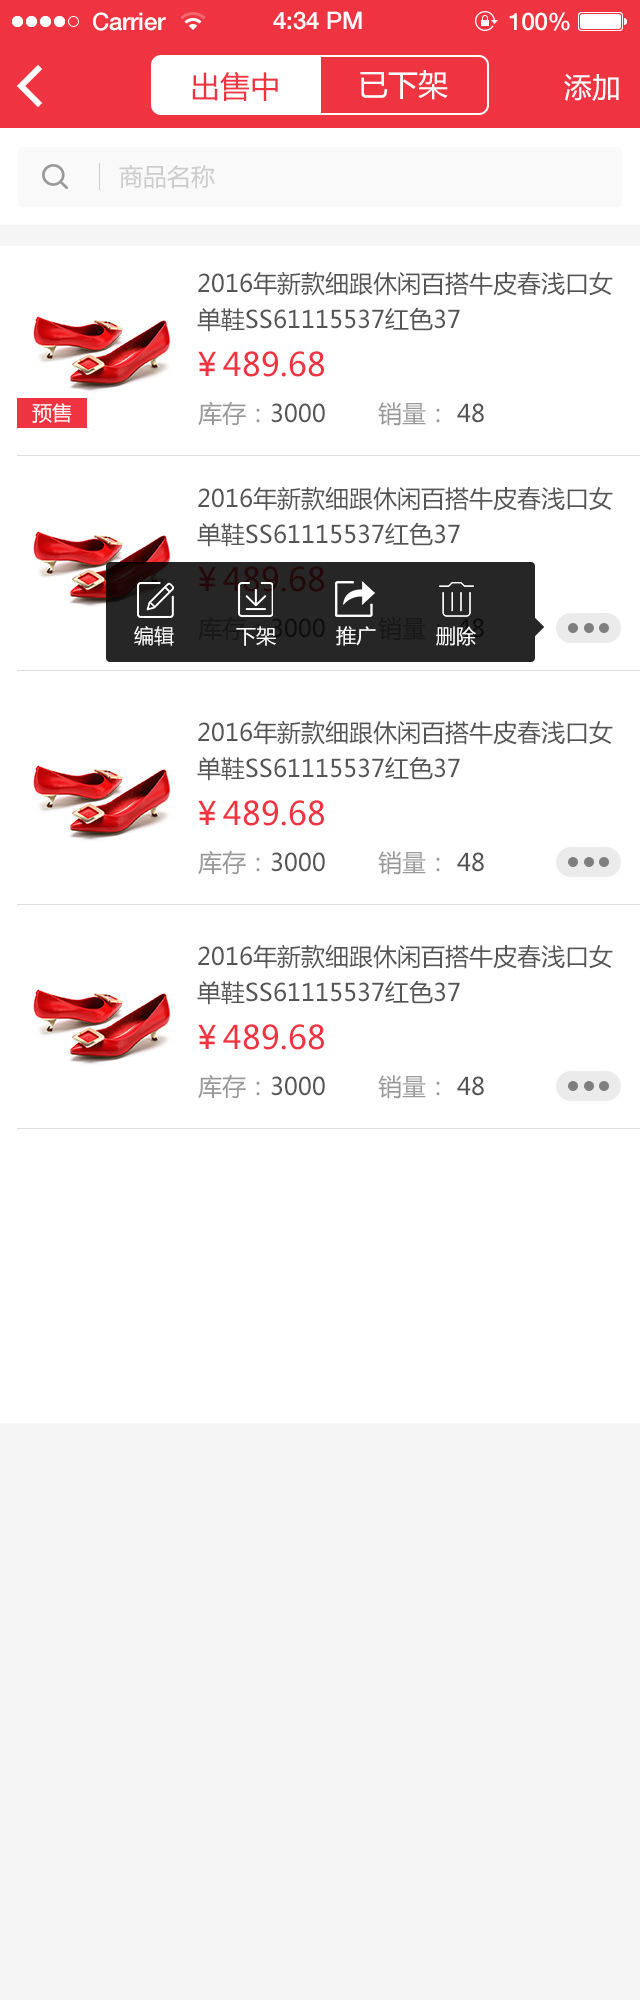 Carrier 4:34 PM 100%
出售中 已下架 添加
商品名称
2016年新款细跟休闲百搭牛皮春浅口女
单鞋SS61115537红色37
¥489.68
预售
库存：3000 销量： 48
2016年新款细跟休闲百搭牛皮春浅口女
单鞋SS61115537红色37
¥489.68
库存：3000 销量： 48
编辑 下架 推广 删除
2016年新款细跟休闲百搭牛皮春浅口女
单鞋SS61115537红色37
¥489.68
库存：3000 销量： 48
2016年新款细跟休闲百搭牛皮春浅口女
单鞋SS61115537红色37
¥489.68
库存：3000 销量： 48